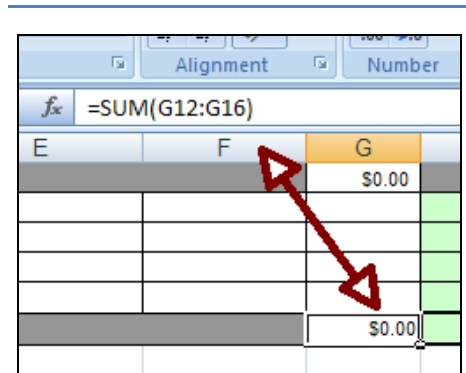 Alignment Number
fx =SUM(G12:G16)
E F G
$0.00
$0.00